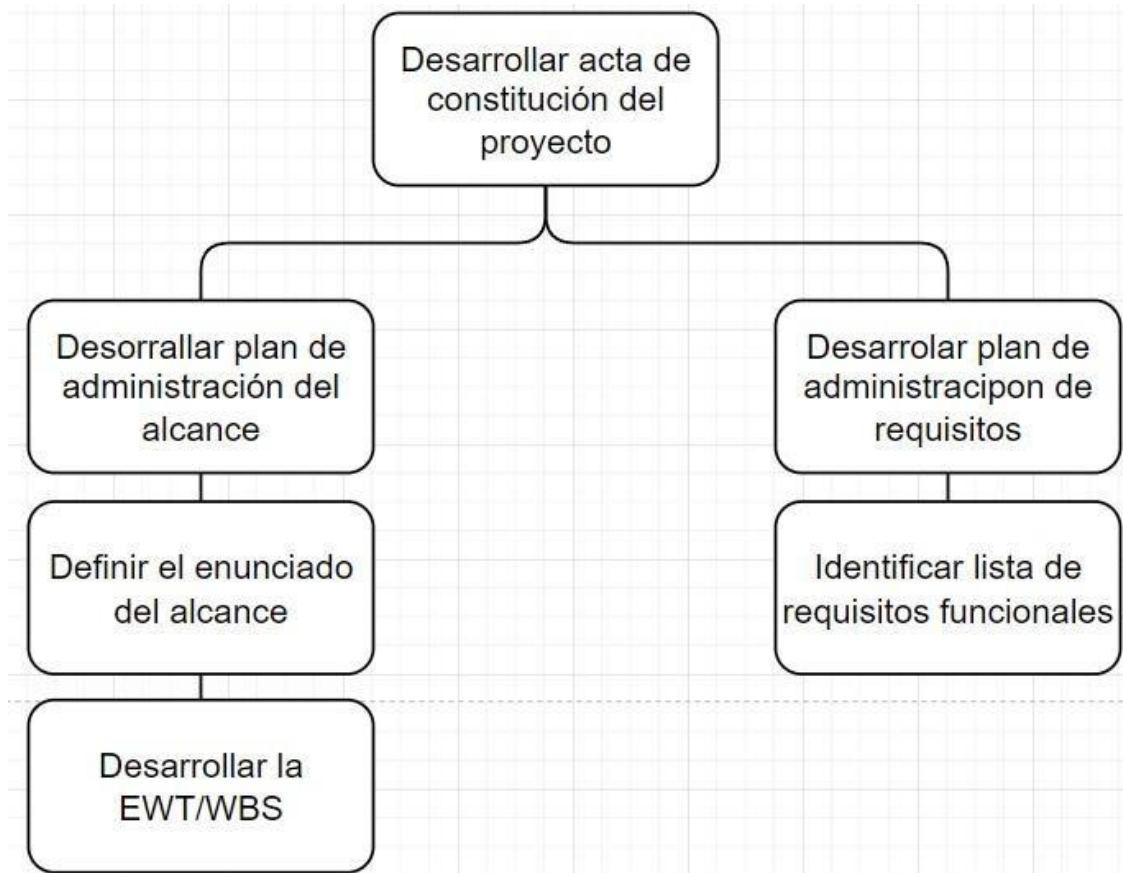 Desarrollar acta de
constitución del
proyecto
Desorrallar plan de
administración del
alcance
Desarrolar plan de
administracipon de
requisitos
Definir el enunciado
del alcance
Identificar lista de
requisitos funcionales
Desarrollar la
EWT/WBS